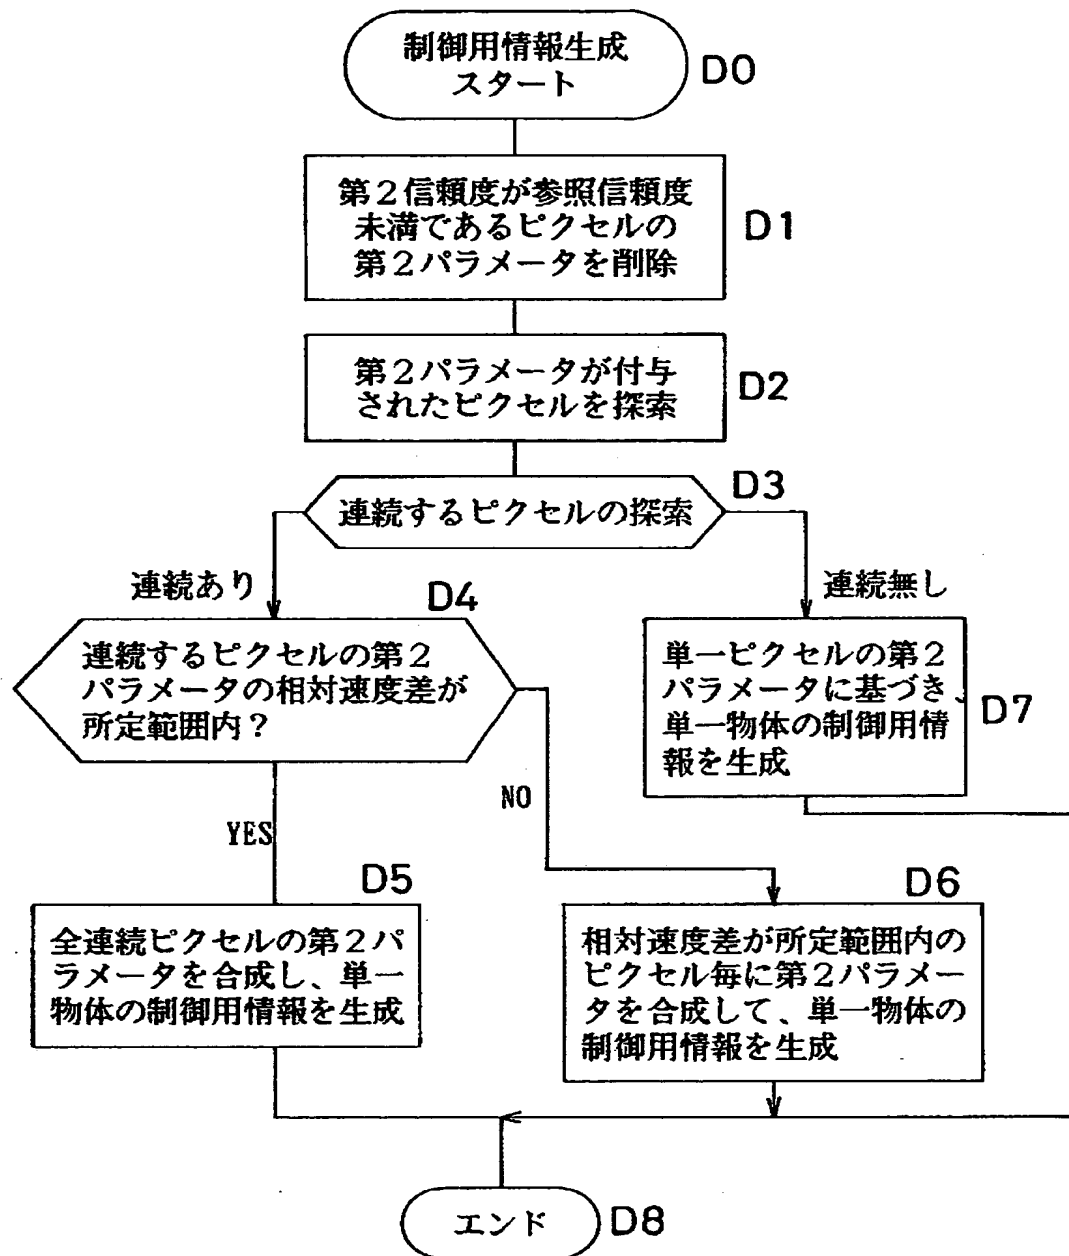 制御用情報生成
スタート
D0
第２信頼度が参照信頼度
未満であるピクセルの
第２パラメータを削除
D1
第２パラメータが付与
されたピクセルを探索
D2
連続するピクセルの探索
D3
連続あり
連続無し
D4
連続するピクセルの第２
パラメータの相対速度差が
所定範囲内？
単一ピクセルの第２
パラメータに基づき、
単一物体の制御用情
報を生成
D7
NO
YES
D5
全連続ピクセルの第２パ
ラメータを合成し、単一
物体の制御用情報を生成
D6
相対速度差が所定範囲内の
ピクセル毎に第２パラメー
タを合成して、単一物体の
制御用情報を生成
エンド
D8